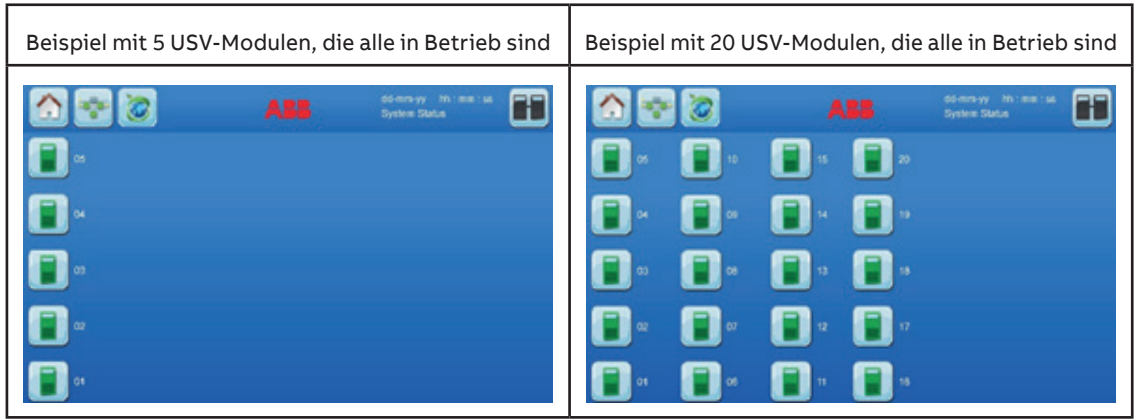 Beispiel mit 5 USV-Modulen, die alle in Betrieb sind
Beispiel mit 20 USV-Modulen, die alle in Betrieb sind
ABB
dd-mm-yy hh : mm : ss
System Status
05
04
03
02
01
ABB
dd-mm-yy hh : mm : ss
System Status
05 10 15 20
04 09 14 19
03 08 13 18
02 07 12 17
01 06 11 16